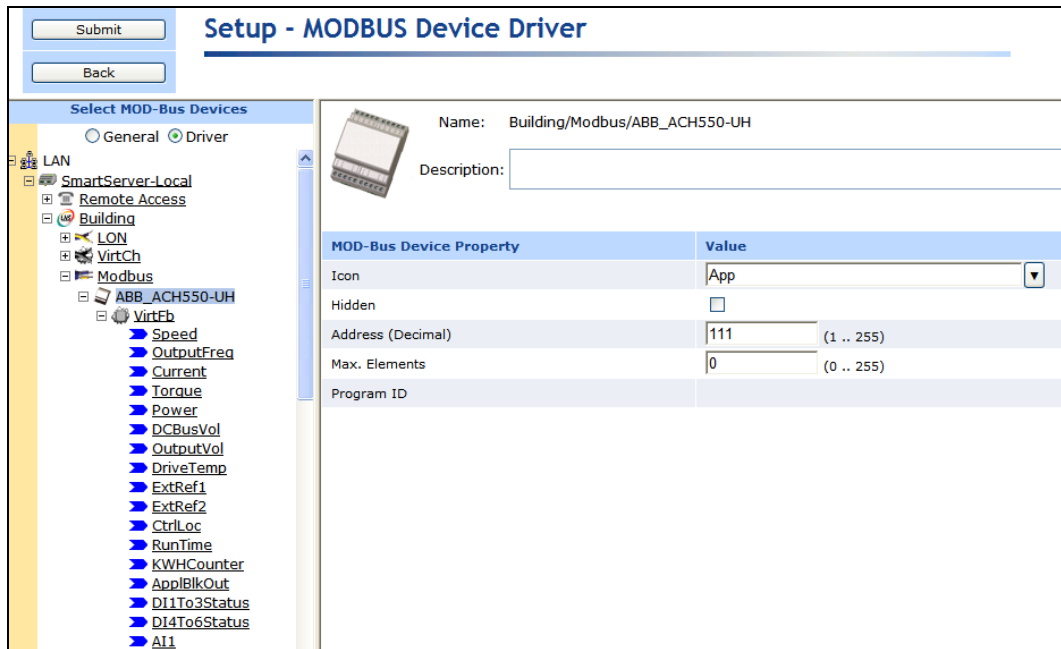 Submit
Setup - MODBUS Device Driver
Back
Select MOD-Bus Devices
General Driver
LAN
SmartServer-Local
Remote Access
Building
LON
VirtCh
Modbus
ABB_ACH550-UH
VirtFb
Speed
OutputFreq
Current
Torque
Power
DCBusVol
OutputVol
DriveTemp
ExtRef1
ExtRef2
CtrlLoc
RunTime
KWHCounter
ApplBlkOut
DI1To3Status
DI4To6Status
AI1
Name: Building/Modbus/ABB_ACH550-UH
Description:
MOD-Bus Device Property Value
Icon App
Hidden
Address (Decimal) 111 (1 .. 255)
Max. Elements 0 (0 .. 255)
Program ID